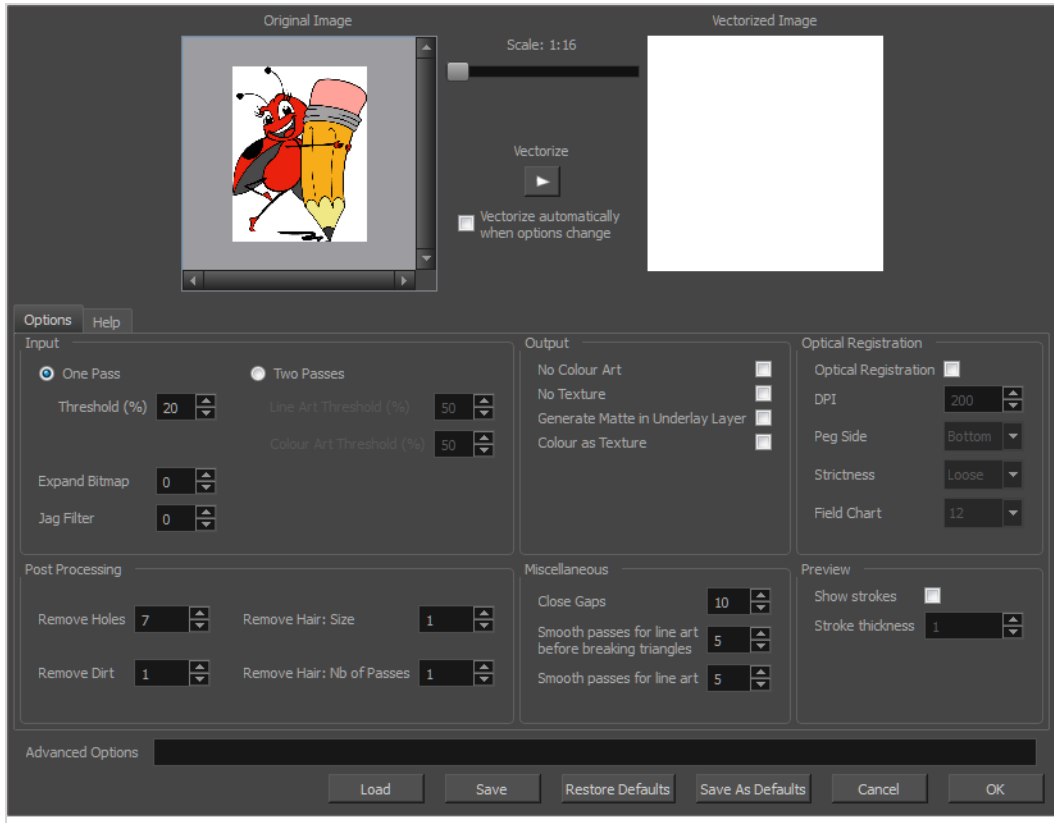 Original Image
Vectorized Image
Scale: 1:16
Vectorize
Vectorize automatically
when options change
Options
Help
Input
One Pass
Two Passes
Threshold (%) 20
Line Art Threshold (%) 50
Colour Art Threshold (%) 50
Expand Bitmap 0
Jag Filter 0
Output
No Colour Art
No Texture
Generate Matte in Underlay Layer
Colour as Texture
Optical Registration
Optical Registration
DPI 200
Peg Side Bottom
Strictness Loose
Field Chart 12
Post Processing
Remove Holes 7
Remove Hair: Size 1
Remove Dirt 1
Remove Hair: Nb of Passes 1
Miscellaneous
Close Gaps 10
Smooth passes for line art
before breaking triangles 5
Smooth passes for line art 5
Preview
Show strokes
Stroke thickness 1
Advanced Options
Load
Save
Restore Defaults
Save As Defaults
Cancel
OK